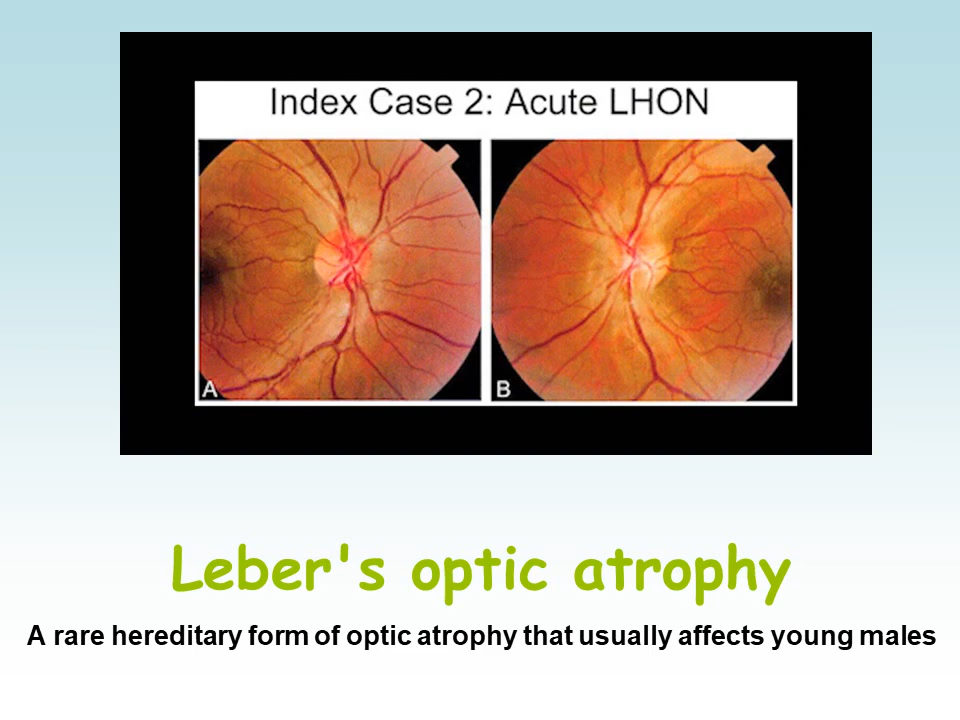 Index Case 2: Acute LHON
A
B
Leber's optic atrophy
A rare hereditary form of optic atrophy that usually affects young males